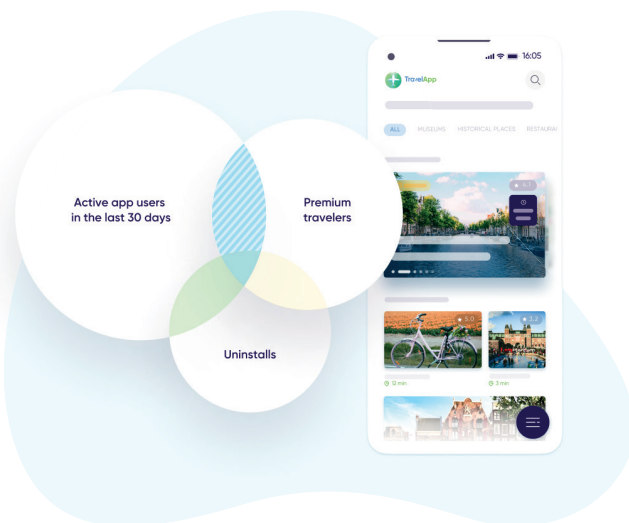 16:05
TravelApp
ALL MUSEUMS HISTORICAL PLACES RESTAURAN
Active app users
in the last 30 days
Premium
travelers
Uninstalls
5.0
12 min
3 min